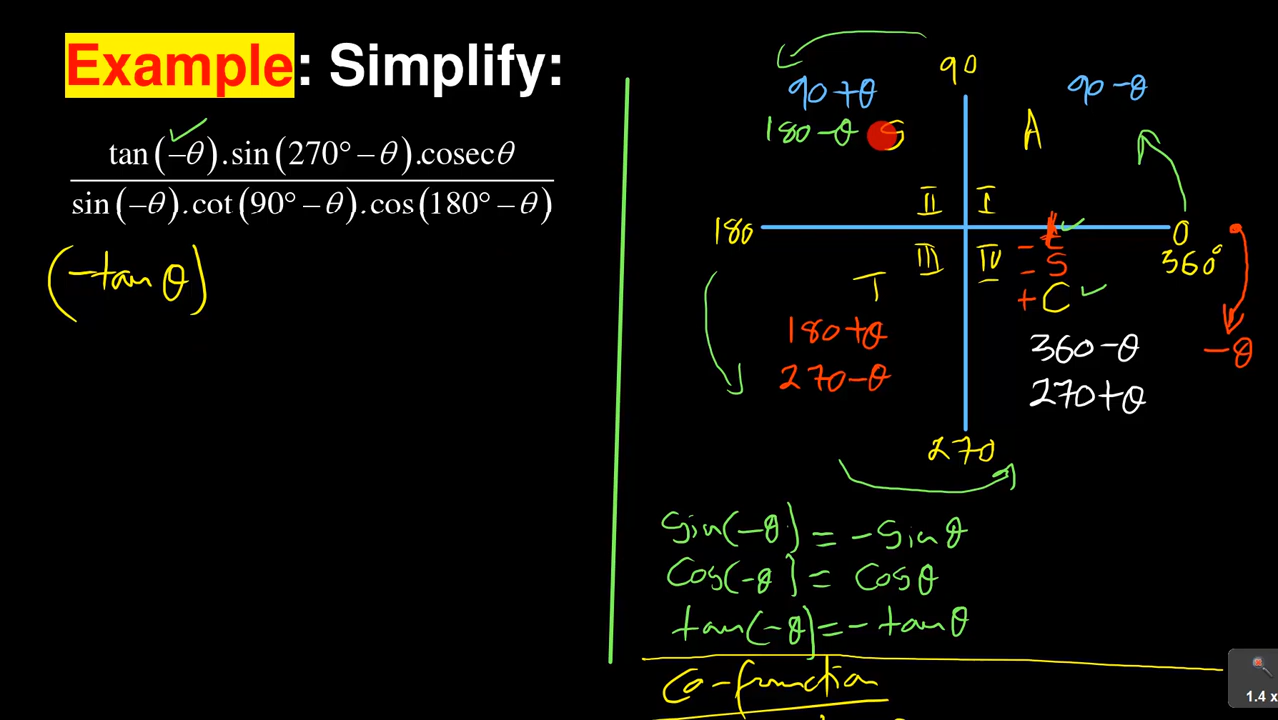 Example: Simplify:
tan(−θ).sin(270° − θ).cosecθ
sin(−θ).cot(90° − θ).cos(180° − θ)
(−tan θ)
90
90 + θ
90 − θ
180 − θ S
A
II I
180
0
360°
III IV
− t
− S
+ C
T
180 + θ
270 − θ
360 − θ
270 + θ
− θ
270
Sin(−θ) = − Sin θ
Cos(−θ) = Cos θ
tan(−θ) = − tan θ
Co-function
1.4 x